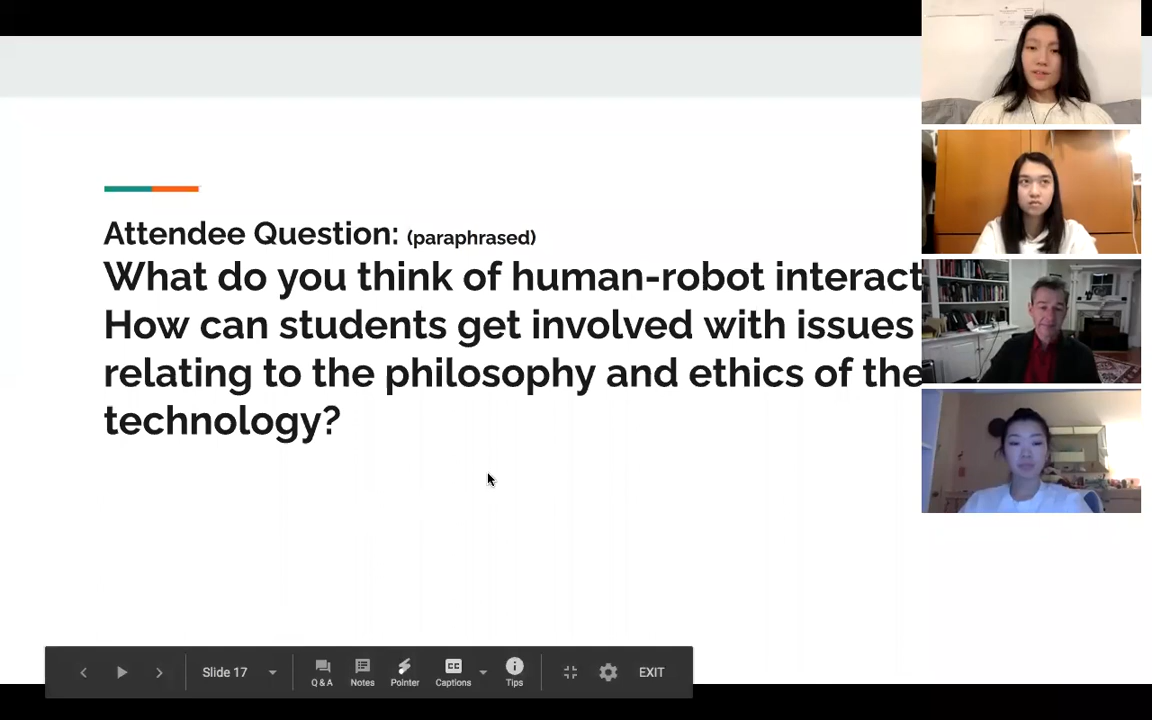 Attendee Question: (paraphrased)
What do you think of human-robot interact
How can students get involved with issues
relating to the philosophy and ethics of the
technology?
Slide 17
Q & A
Notes
Pointer
CC
Captions
Tips
EXIT